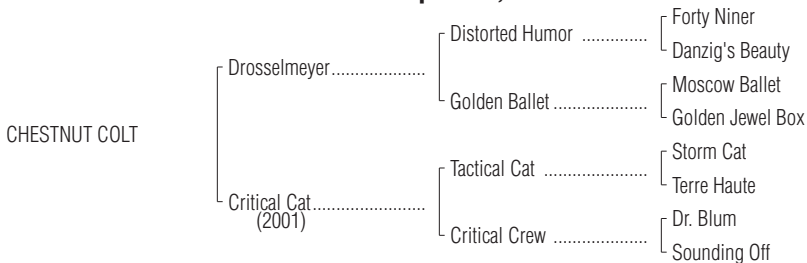 Forty Niner
Distorted Humor ..............
Danzig's Beauty
Drosselmeyer.....................
Moscow Ballet
Golden Ballet .....................
Golden Jewel Box
CHESTNUT COLT
Storm Cat
Tactical Cat .......................
Terre Haute
Critical Cat.........................
(2001)
Dr. Blum
Critical Crew .....................
Sounding Off